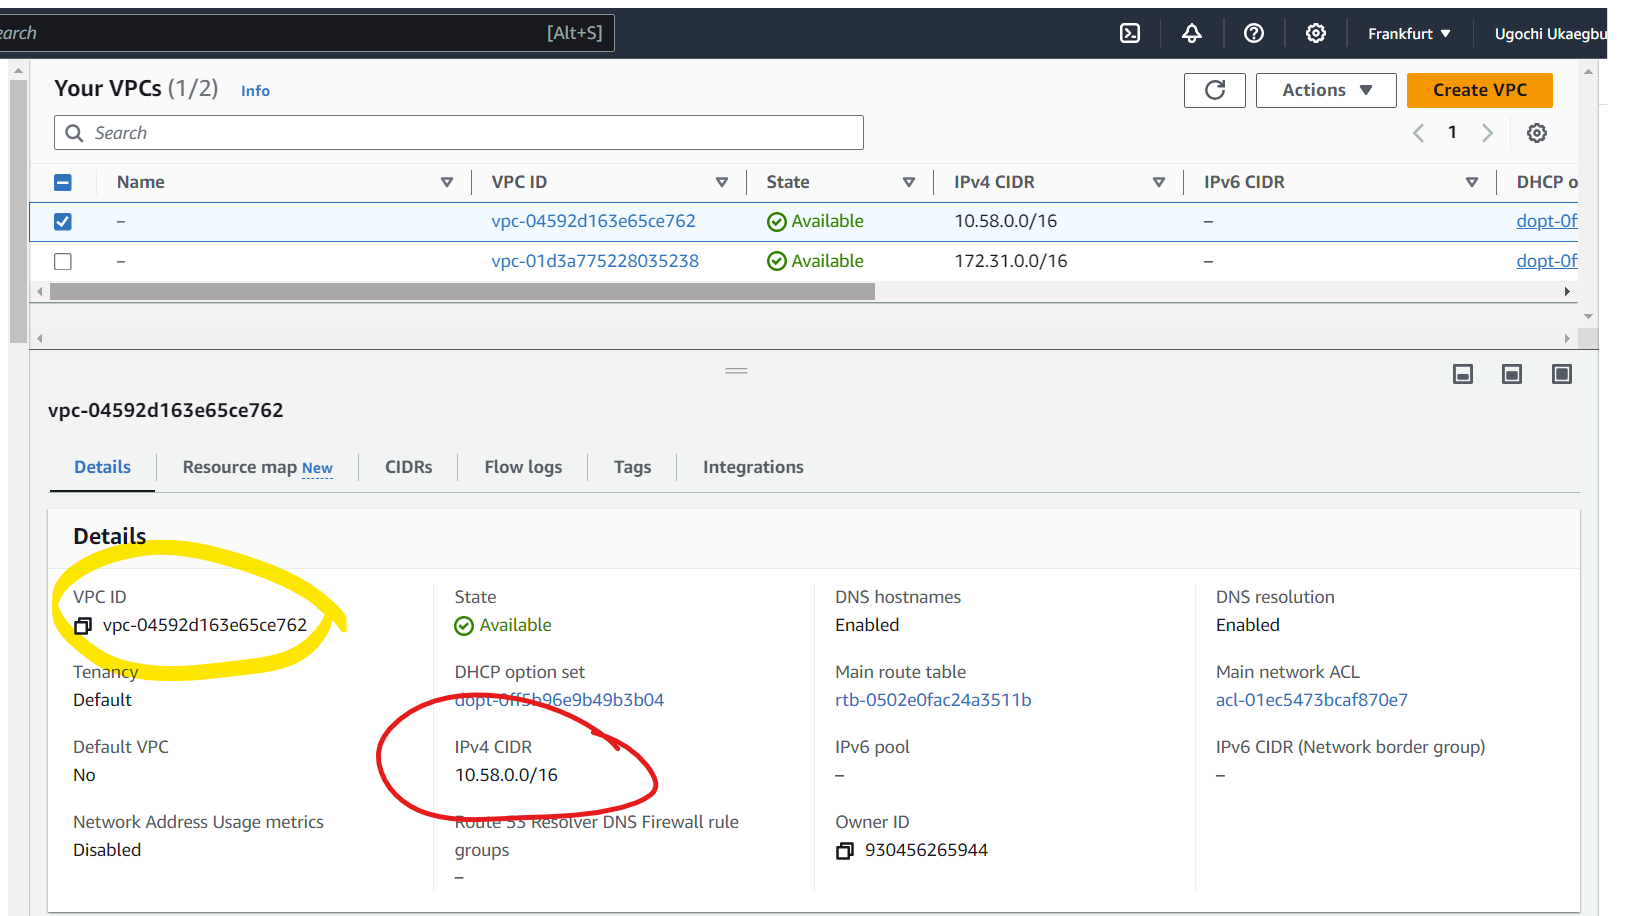 earch [Alt+S] Frankfurt ▼ Ugochi Ukaegbu
Your VPCs (1/2) Info Actions ▼ Create VPC
Search 1
Name VPC ID State IPv4 CIDR IPv6 CIDR DHCP o
– vpc-04592d163e65ce762 Available 10.58.0.0/16 – dopt-0f
– vpc-01d3a775228035238 Available 172.31.0.0/16 – dopt-0f
vpc-04592d163e65ce762
Details Resource map New CIDRs Flow logs Tags Integrations
Details
VPC ID State DNS hostnames DNS resolution
vpc-04592d163e65ce762 Available Enabled Enabled
Tenancy DHCP option set Main route table Main network ACL
Default dopt-0ff5b96e9b49b3b04 rtb-0502e0fac24a3511b acl-01ec5473bcaf870e7
Default VPC IPv4 CIDR IPv6 pool IPv6 CIDR (Network border group)
No 10.58.0.0/16 – –
Network Address Usage metrics Route 53 Resolver DNS Firewall rule Owner ID
Disabled groups 930456265944
–